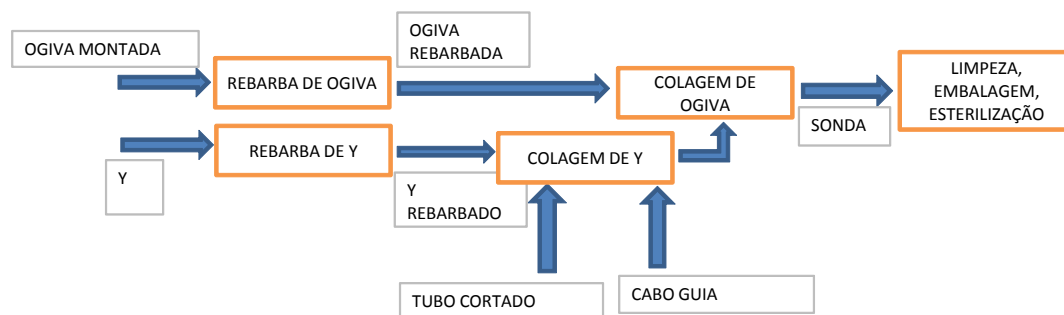 OGIVA MONTADA
OGIVA
REBARBADA
REBARBA DE OGIVA
COLAGEM DE
OGIVA
LIMPEZA,
EMBALAGEM,
ESTERILIZAÇÃO
SONDA
REBARBA DE Y
COLAGEM DE Y
Y
Y
REBARBADO
TUBO CORTADO
CABO GUIA